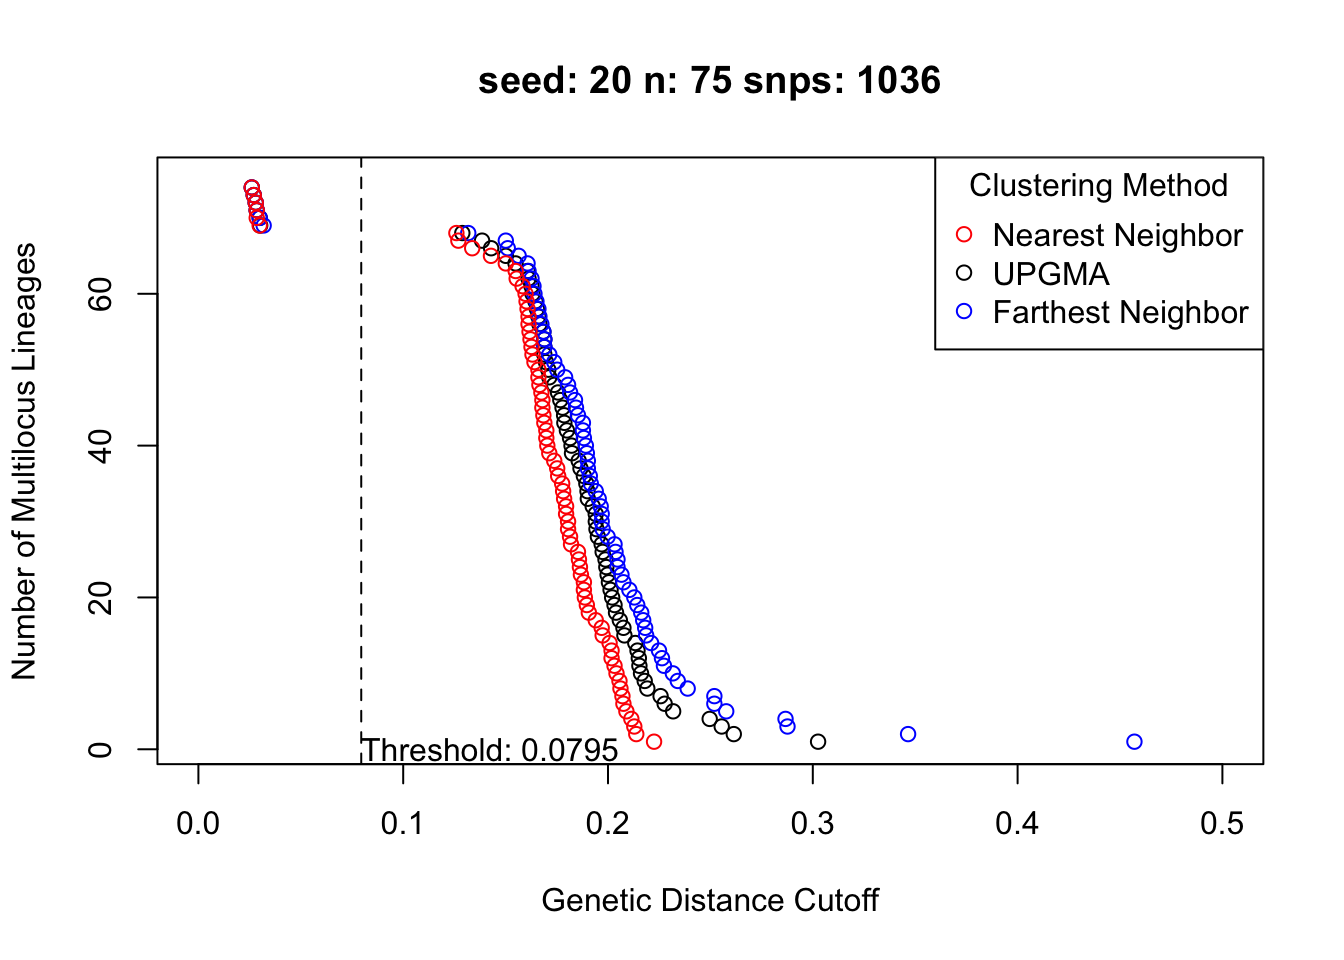 seed: 20 n: 75 snps: 1036
Clustering Method
Nearest Neighbor
UPGMA
Farthest Neighbor
Number of Multilocus Lineages
60
40
20
0
Threshold: 0.0795
0.0 0.1 0.2 0.3 0.4 0.5
Genetic Distance Cutoff